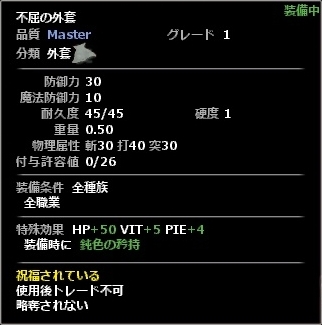 装備中
不屈の外套
品質 Master グレード 1
分類 外套
防御力 30
魔法防御力 10
耐久度 45/45 硬度 1
重量 0.50
物理属性 斬30 打40 突30
付与許容値 0/26
装備条件 全種族
全職業
特殊効果 HP+50 VIT+5 PIE+4
装備時に 鈍色の矜持
祝福されている
使用後トレード不可
略奪されない